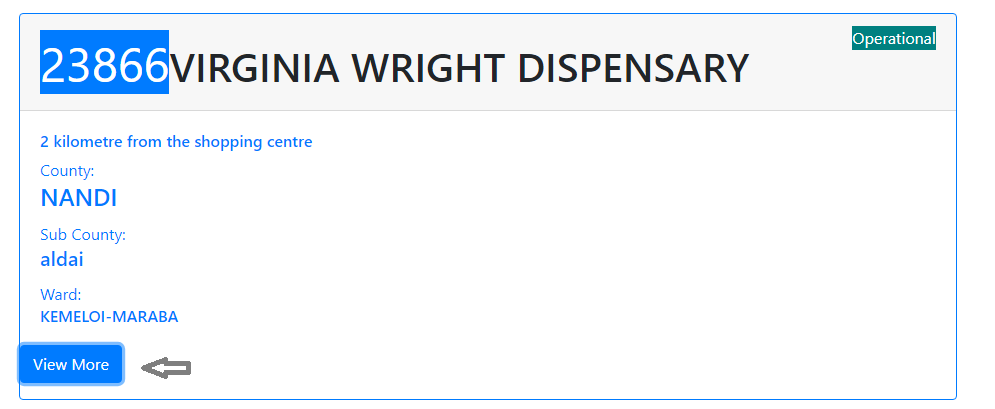 Operational
23866VIRGINIA WRIGHT DISPENSARY
2 kilometre from the shopping centre
County:
NANDI
Sub County:
aldai
Ward:
KEMELOI-MARABA
View More